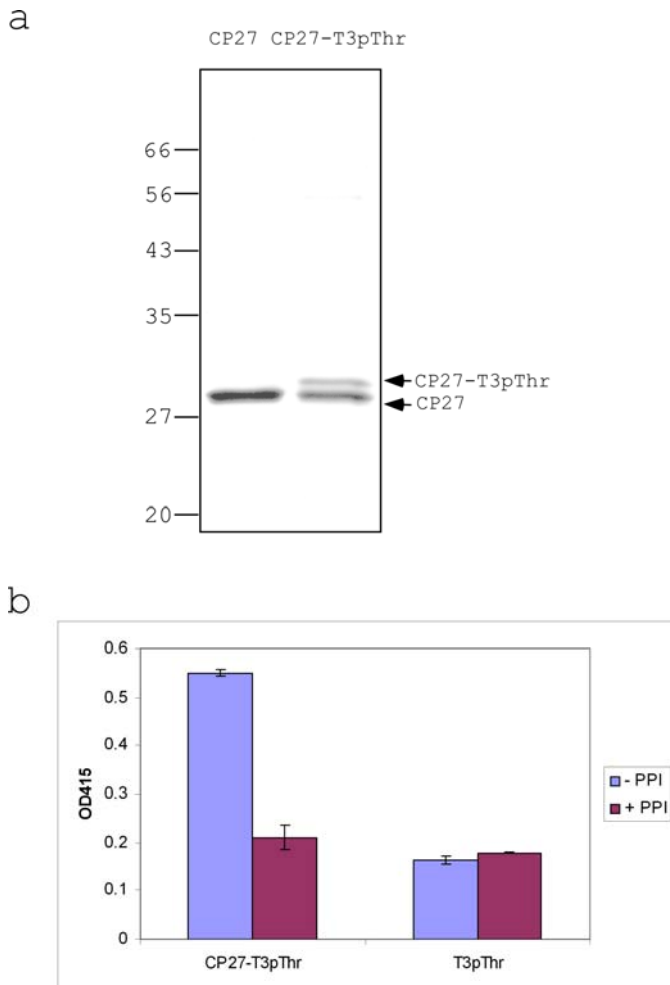 a
CP27 CP27-T3pThr
66
56
43
35
CP27-T3pThr
CP27
27
20
b
0.6
0.5
0.4
0.3
0.2
0.1
0
OD415
- PPI
+ PPI
CP27-T3pThr T3pThr